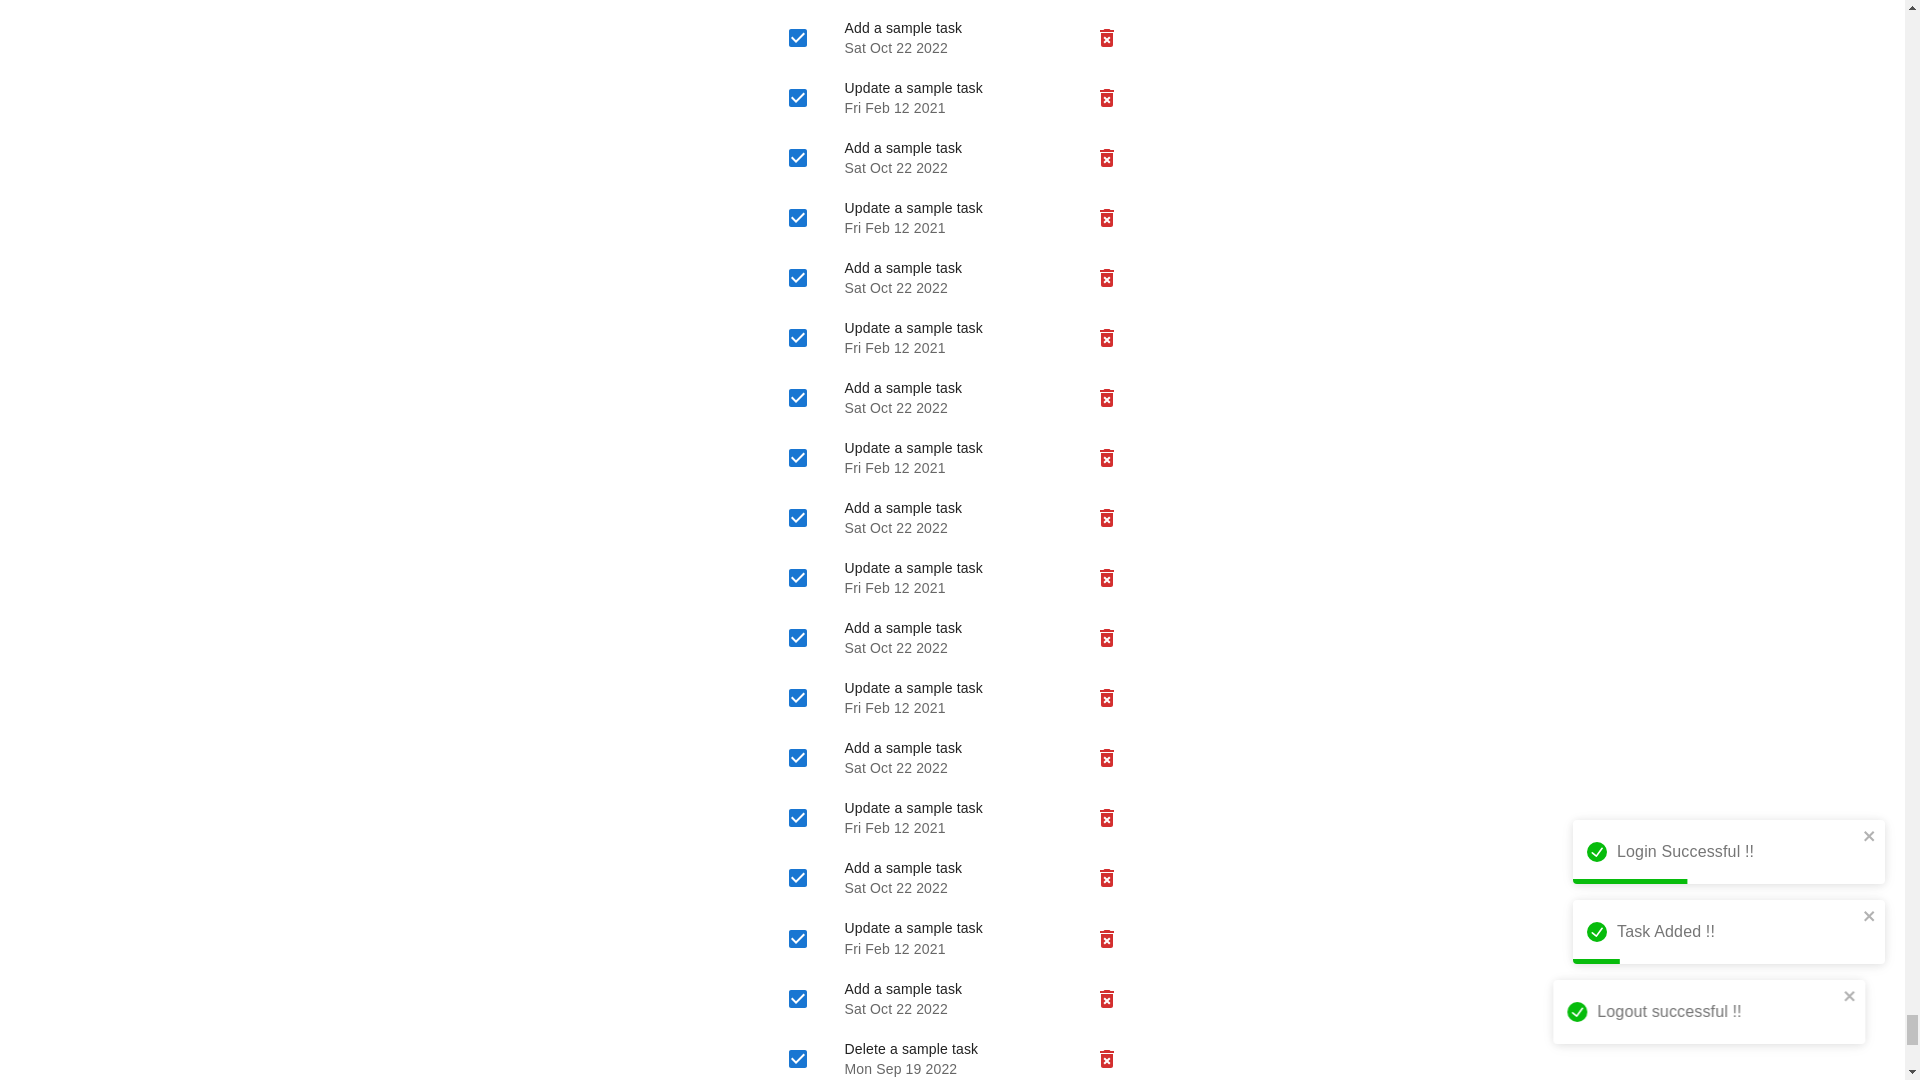 Add a sample task
Sat Oct 22 2022
Update a sample task
Fri Feb 12 2021
Add a sample task
Sat Oct 22 2022
Update a sample task
Fri Feb 12 2021
Add a sample task
Sat Oct 22 2022
Update a sample task
Fri Feb 12 2021
Add a sample task
Sat Oct 22 2022
Update a sample task
Fri Feb 12 2021
Add a sample task
Sat Oct 22 2022
Update a sample task
Fri Feb 12 2021
Add a sample task
Sat Oct 22 2022
Update a sample task
Fri Feb 12 2021
Add a sample task
Sat Oct 22 2022
Update a sample task
Fri Feb 12 2021
Add a sample task
Sat Oct 22 2022
Update a sample task
Fri Feb 12 2021
Add a sample task
Sat Oct 22 2022
Delete a sample task
Mon Sep 19 2022
Login Successful !!
Task Added !!
Logout successful !!